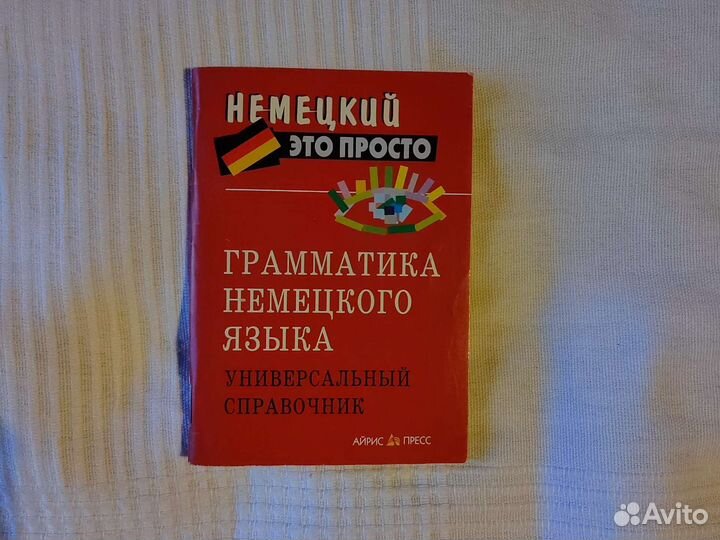 НЕМЕЦКИЙ
ЭТО ПРОСТО
ГРАММАТИКА
НЕМЕЦКОГО
ЯЗЫКА
УНИВЕРСАЛЬНЫЙ
СПРАВОЧНИК
АЙРИС ПРЕСС
Avito